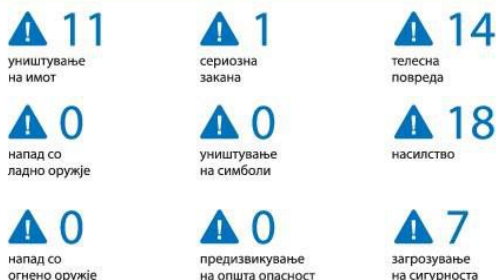 11
уништување
на имот
1
сериозна
закана
14
телесна
повреда
0
напад со
ладно оружје
0
уништување
на симболи
18
насилство
0
напад со
огнено оружје
0
предизвикување
на општа опасност
7
загрозување
на сигурноста